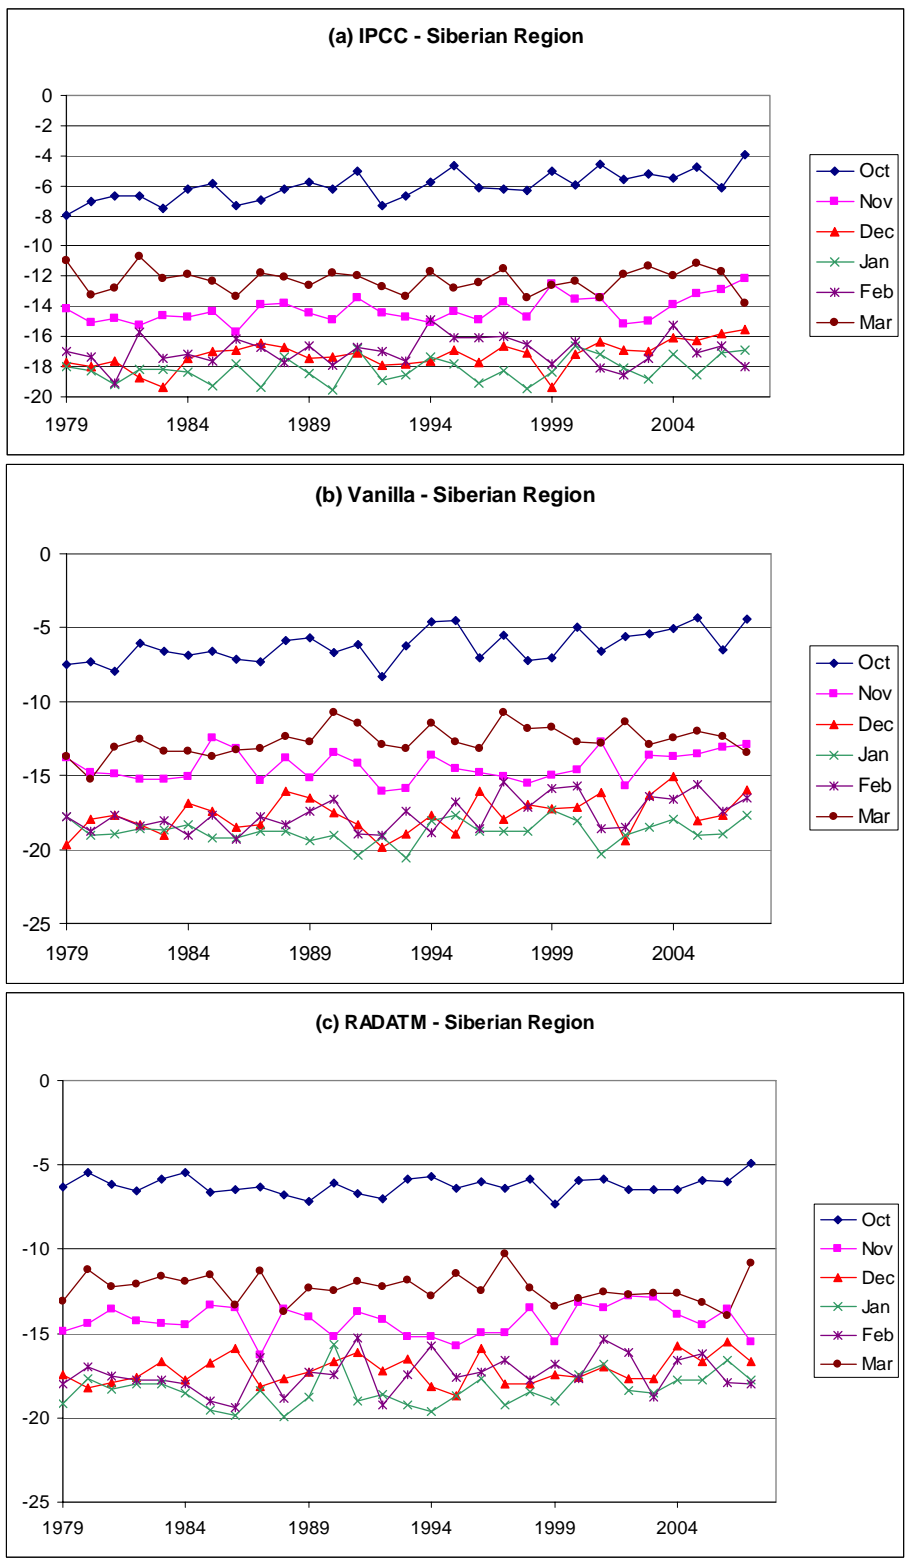 (a) IPCC - Siberian Region
0
-2
-4
-6
-8
-10
-12
-14
-16
-18
-20
1979 1984 1989 1994 1999 2004
Oct
Nov
Dec
Jan
Feb
Mar
(b) Vanilla - Siberian Region
0
-5
-10
-15
-20
-25
1979 1984 1989 1994 1999 2004
Oct
Nov
Dec
Jan
Feb
Mar
(c) RADATM - Siberian Region
0
-5
-10
-15
-20
-25
1979 1984 1989 1994 1999 2004
Oct
Nov
Dec
Jan
Feb
Mar